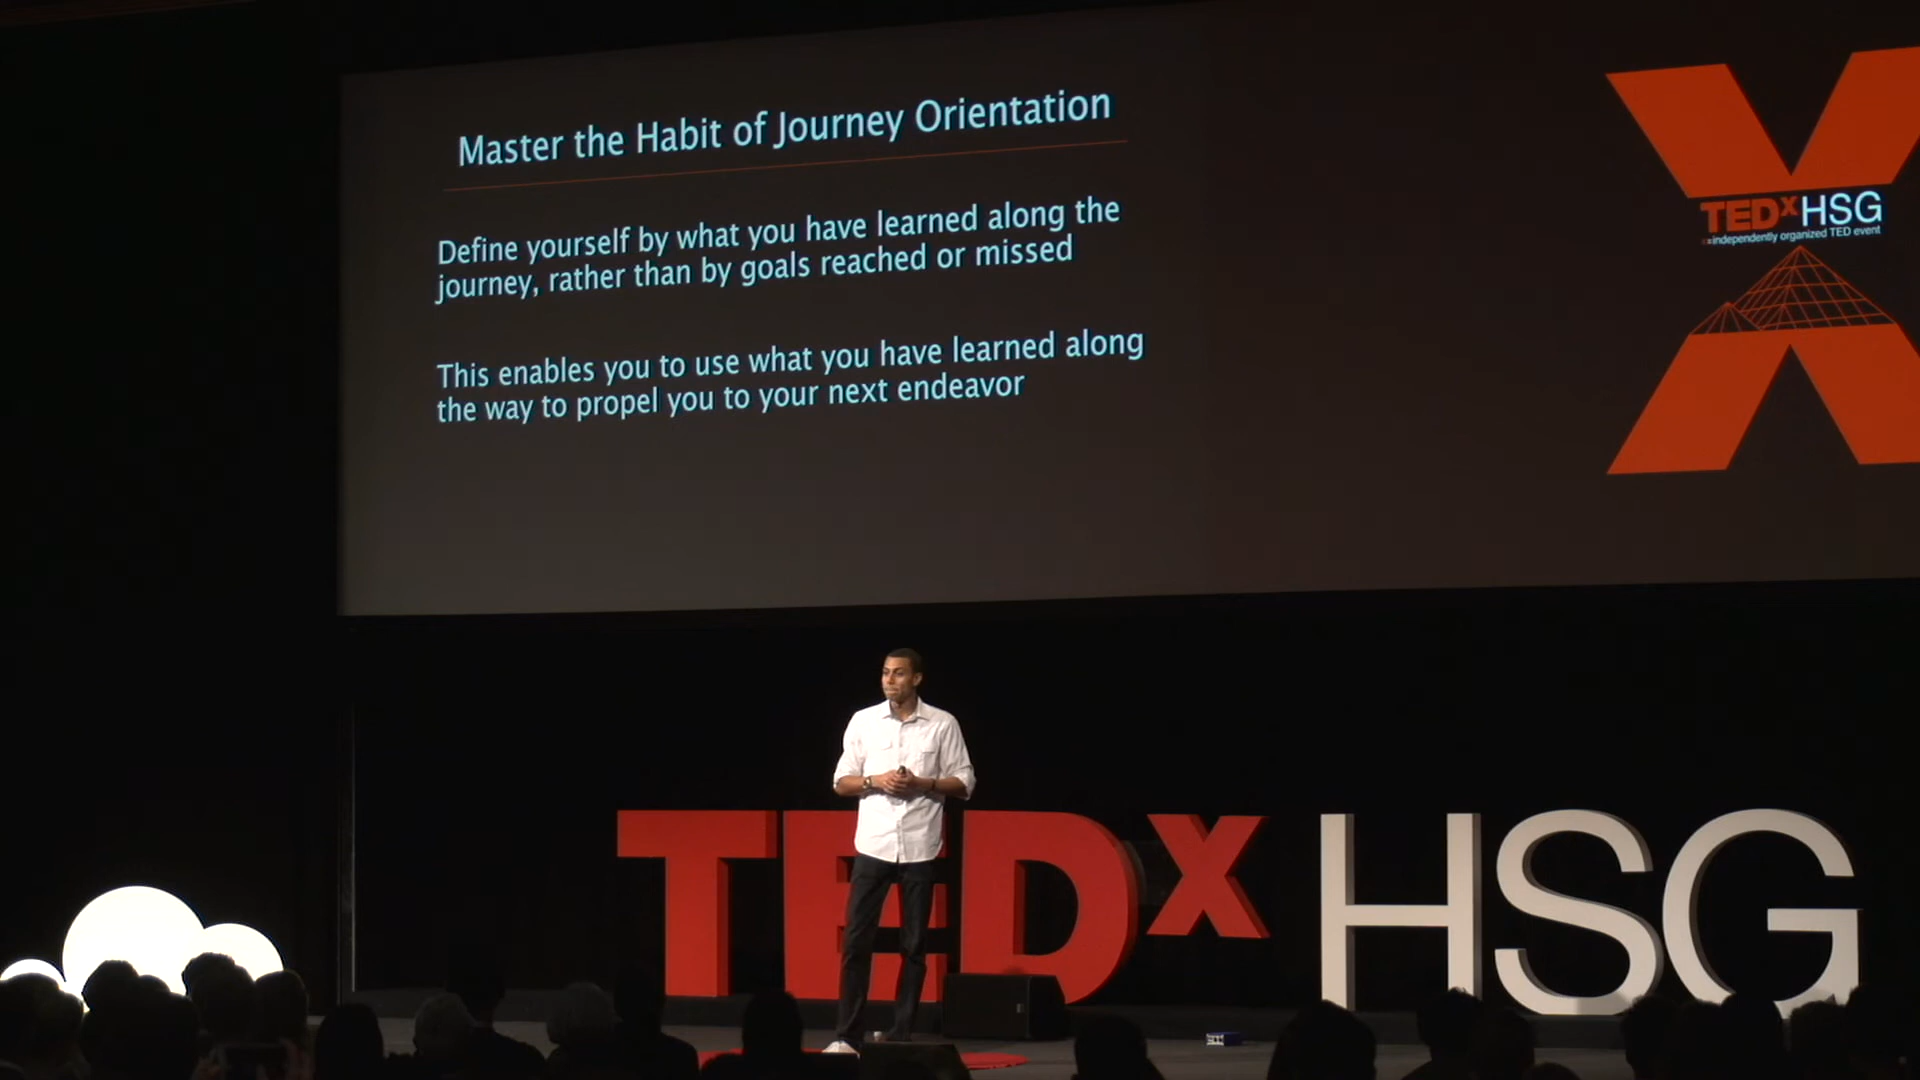 Master the Habit of Journey Orientation
Define yourself by what you have learned along the
journey, rather than by goals reached or missed
This enables you to use what you have learned along
the way to propel you to your next endeavor
TEDxHSG
x=independently organized TED event
TEDxHSG